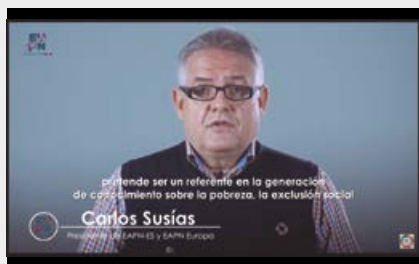 pretende ser un referente en la generación
de conocimiento sobre la pobreza, la exclusión social
Carlos Susías
Presidente de EAPN-ES y EAPN Europa